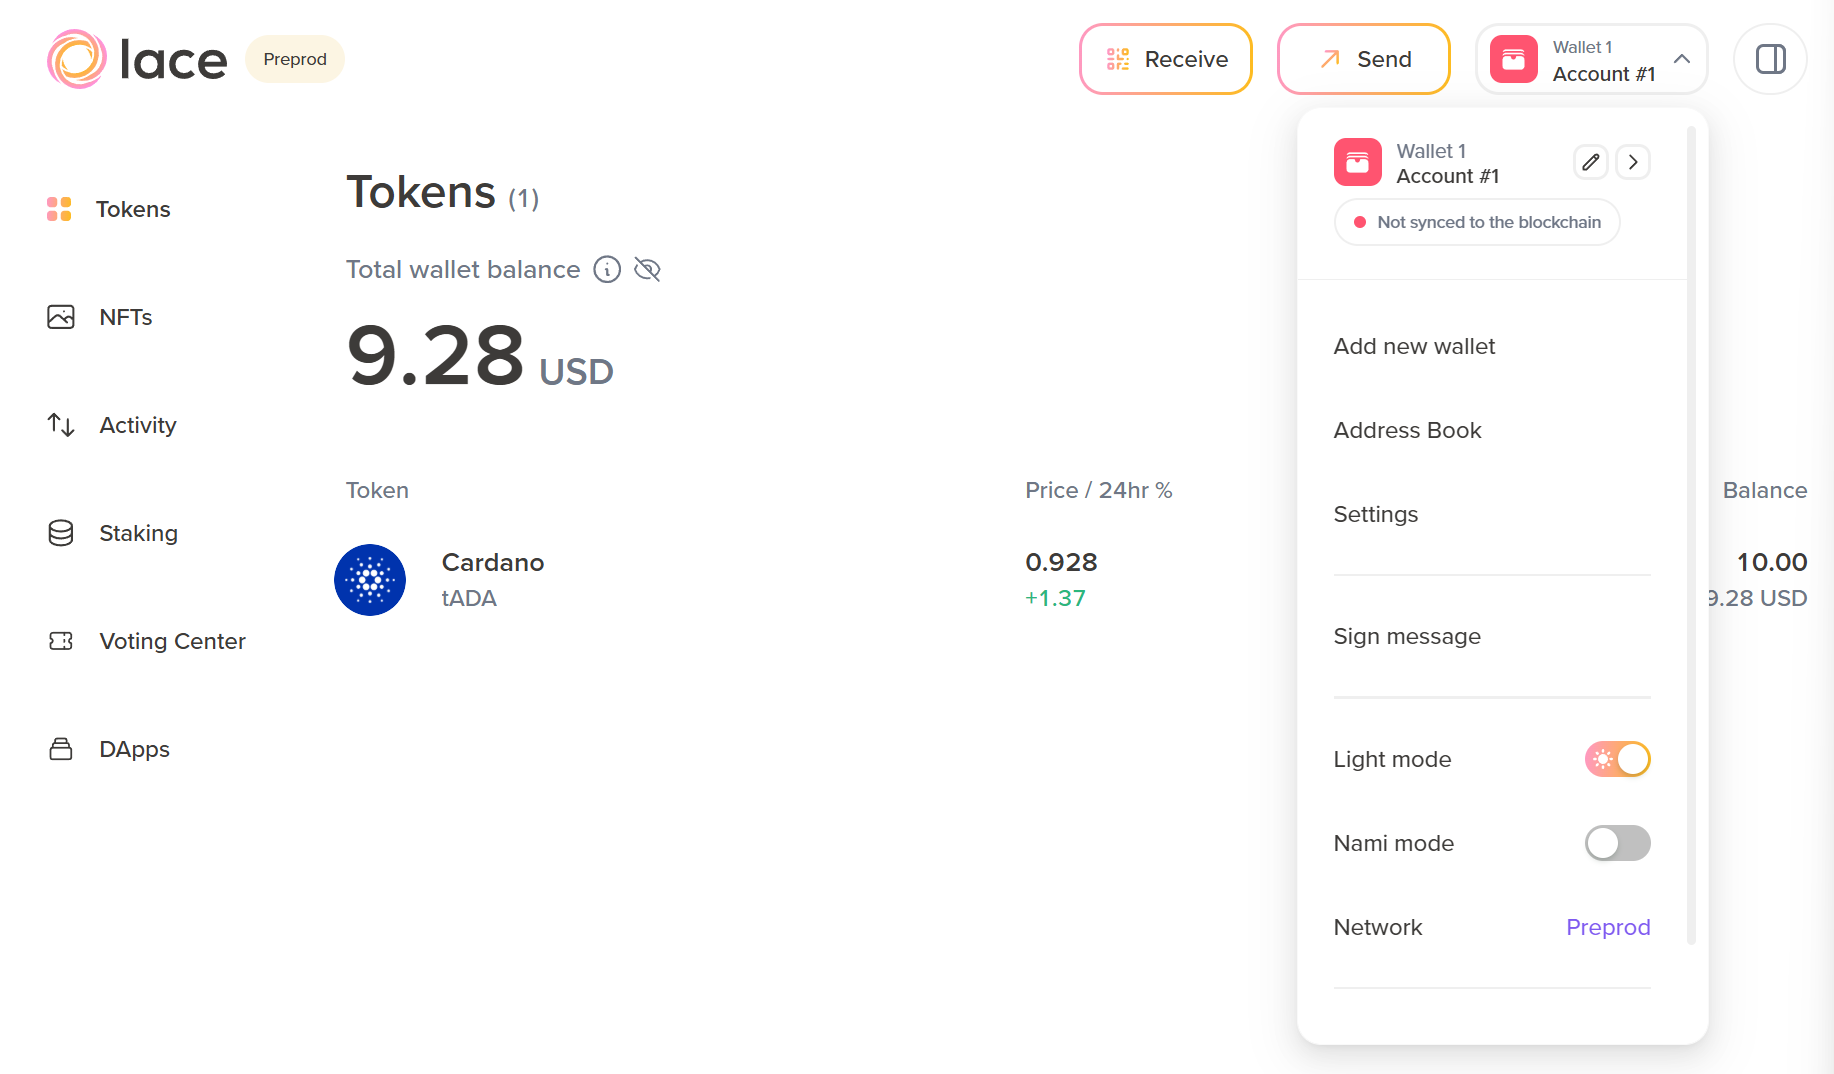 lace
Preprod
Receive
Send
Wallet 1
Account #1
Tokens
NFTs
Activity
Staking
Voting Center
DApps
Tokens (1)
Total wallet balance
9.28 USD
Token
Price / 24hr %
Balance
Cardano
tADA
0.928
+1.37
10.00
9.28 USD
Wallet 1
Account #1
Not synced to the blockchain
Add new wallet
Address Book
Settings
Sign message
Light mode
Nami mode
Network
Preprod